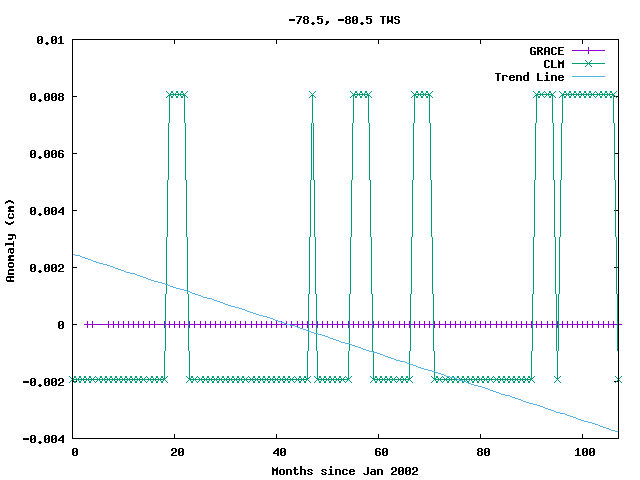 -78.5, -80.5 TWS
0.01
0.008
0.006
0.004
0.002
0
-0.002
-0.004
Anomaly (cm)
GRACE
CLM
Trend Line
0 20 40 60 80 100
Months since Jan 2002